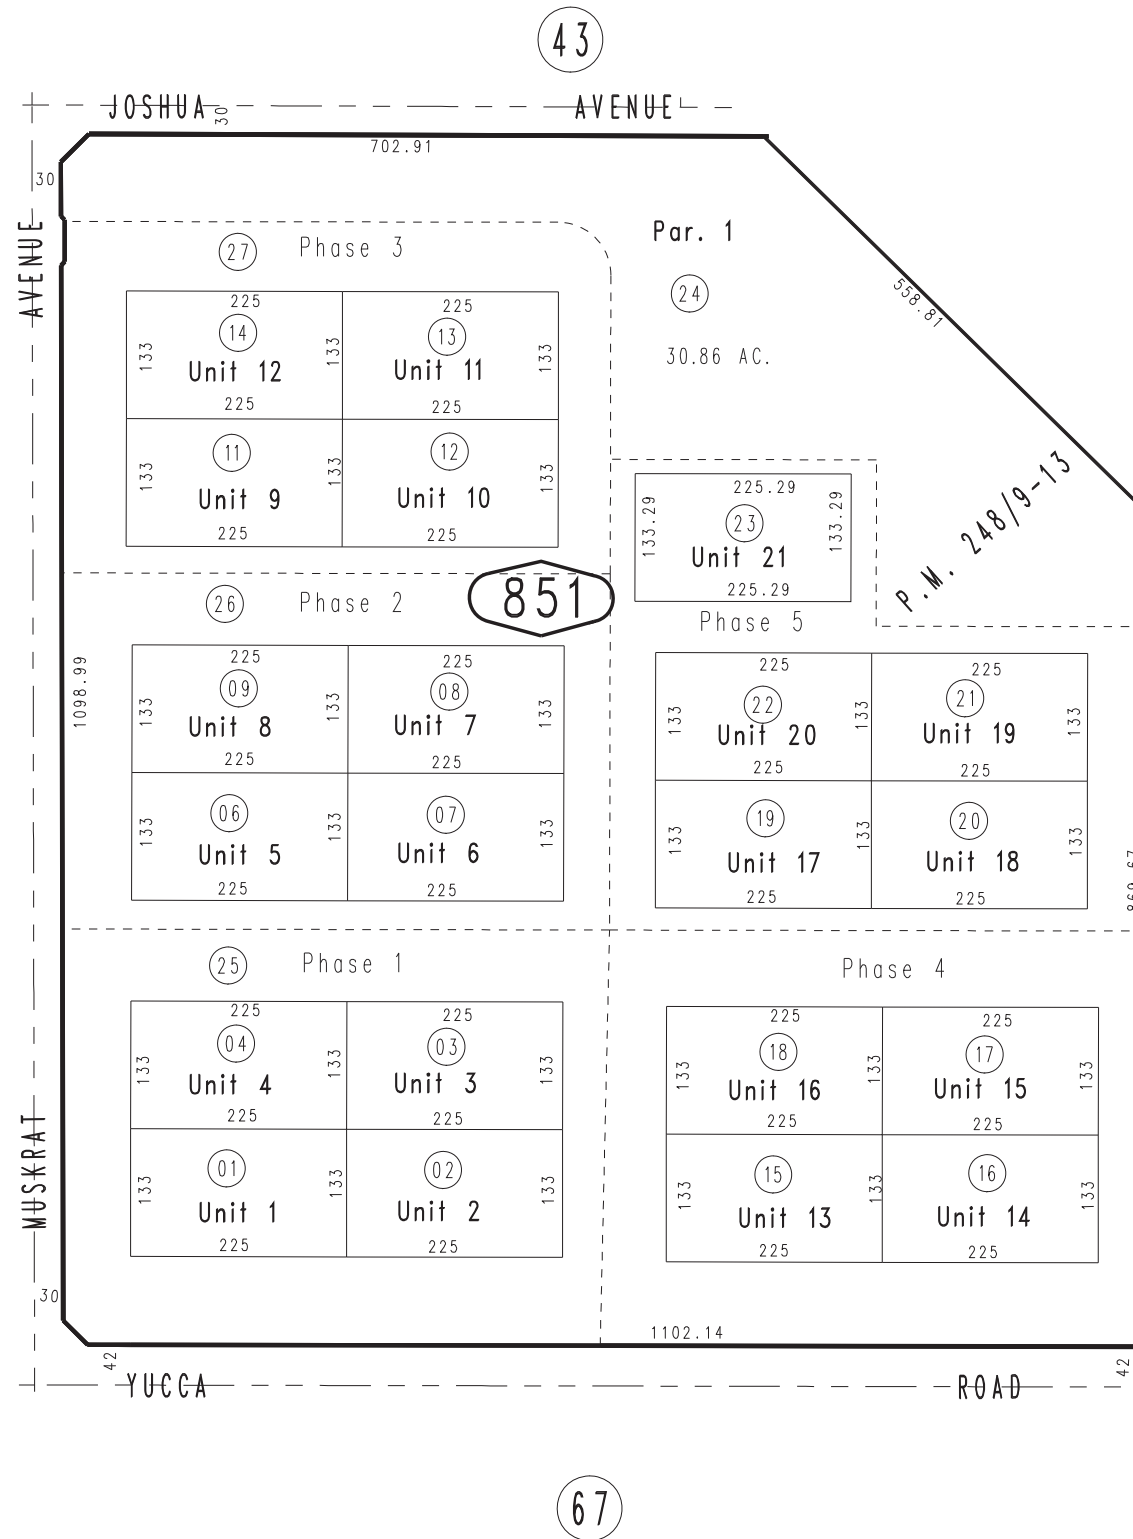 43
JOSHUA AVENUE
30
702.91
30
AVENUE
Par. 1
27 Phase 3
24
558.81
30.86 AC.
225 225
14 13
133 133 133
Unit 12 Unit 11
225 225
11 12
133 133 133
Unit 9 Unit 10
225 225
P.M. 248/9-13
225.29
133.29 23 133.29
Unit 21
225.29
Phase 5
851
26 Phase 2
1098.99
225 225
09 08
133 133 133
Unit 8 Unit 7
225 225
06 07
133 133 133
Unit 5 Unit 6
225 225
225 225
22 21
133 133 133
Unit 20 Unit 19
225 225
19 20
133 133 133
Unit 17 Unit 18
225 225
25 Phase 1
Phase 4
225 225
04 03
133 133 133
Unit 4 Unit 3
225 225
01 02
133 133 133
Unit 1 Unit 2
225 225
225 225
18 17
133 133 133
Unit 16 Unit 15
225 225
15 16
133 133 133
Unit 13 Unit 14
225 225
MUSKRAT
30
1102.14
42 42
YUCCA ROAD
67